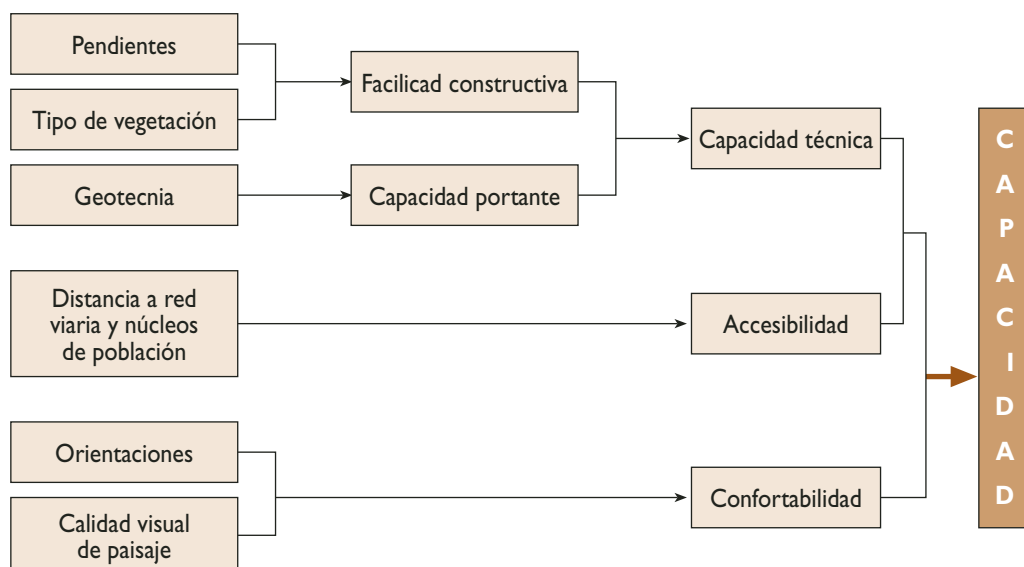 Pendientes
Tipo de vegetación
Geotecnia
Distancia a red
viaria y núcleos
de población
Orientaciones
Calidad visual
de paisaje
Facilicad constructiva
Capacidad portante
Capacidad técnica
Accesibilidad
Confortabilidad
C
A
P
A
C
I
D
A
D